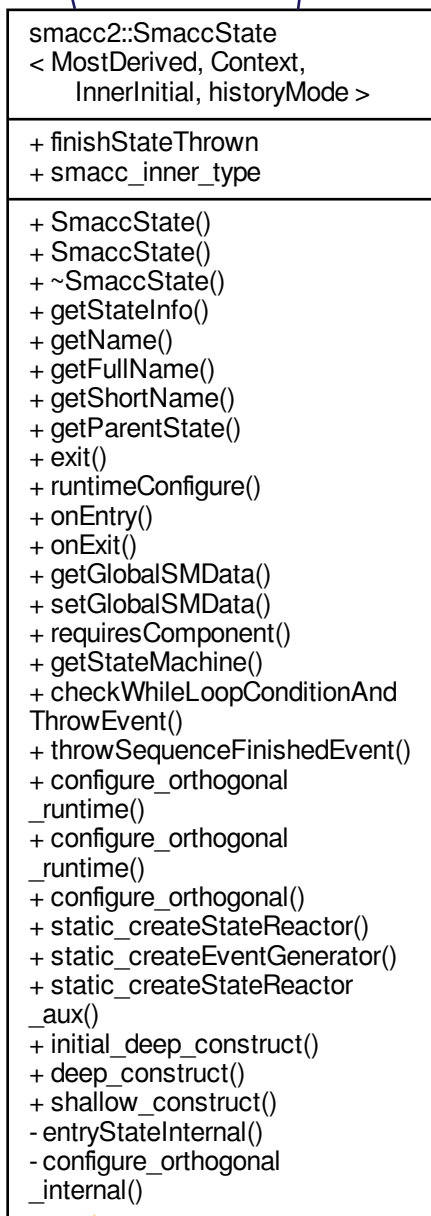 smacc2::SmaccState
< MostDerived, Context,
InnerInitial, historyMode >
+ finishStateThrown
+ smacc_inner_type
+ SmaccState()
+ SmaccState()
+ ~SmaccState()
+ getStateInfo()
+ getName()
+ getFullName()
+ getShortName()
+ getParentState()
+ exit()
+ runtimeConfigure()
+ onEntry()
+ onExit()
+ getGlobalSMData()
+ setGlobalSMData()
+ requiresComponent()
+ getStateMachine()
+ checkWhileLoopConditionAnd
ThrowEvent()
+ throwSequenceFinishedEvent()
+ configure_orthogonal
_runtime()
+ configure_orthogonal
_runtime()
+ configure_orthogonal()
+ static_createStateReactor()
+ static_createEventGenerator()
+ static_createStateReactor
_aux()
+ initial_deep_construct()
+ deep_construct()
+ shallow_construct()
- entryStateInternal()
- configure_orthogonal
_internal()